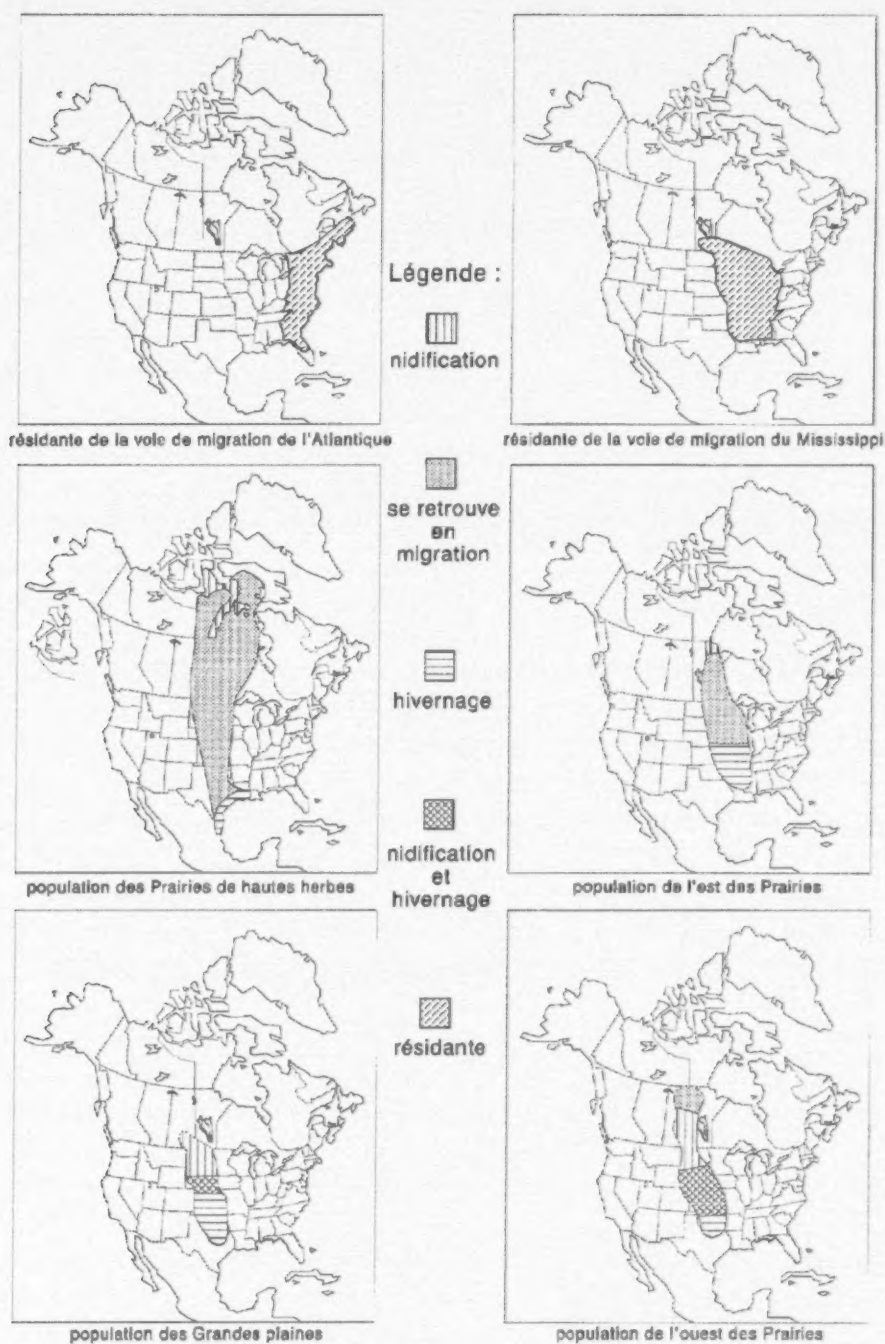 Légende :
nidification
résidante de la voie de migration de l'Atlantique
résidante de la voie de migration du Mississippi
se retrouve
en
migration
hivernage
nidification
et
hivernage
population des Prairies de hautes herbes
population de l'est des Prairies
résidante
population des Grandes plaines
population de l'ouest des Prairies